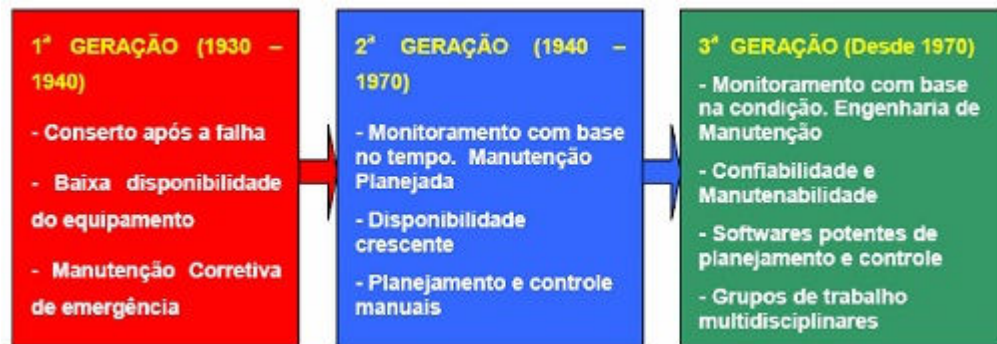 1ª GERAÇÃO (1930 –
1940)
- Conserto após a falha
- Baixa disponibilidade
do equipamento
- Manutenção Corretiva
de emergência
2ª GERAÇÃO (1940 –
1970)
- Monitoramento com base
no tempo. Manutenção
Planejada
- Disponibilidade
crescente
- Planejamento e controle
manuais
3ª GERAÇÃO (Desde 1970)
- Monitoramento com base
na condição. Engenharia de
Manutenção
- Confiabilidade e
Manutenabilidade
- Softwares potentes de
planejamento e controle
- Grupos de trabalho
multidisciplinares